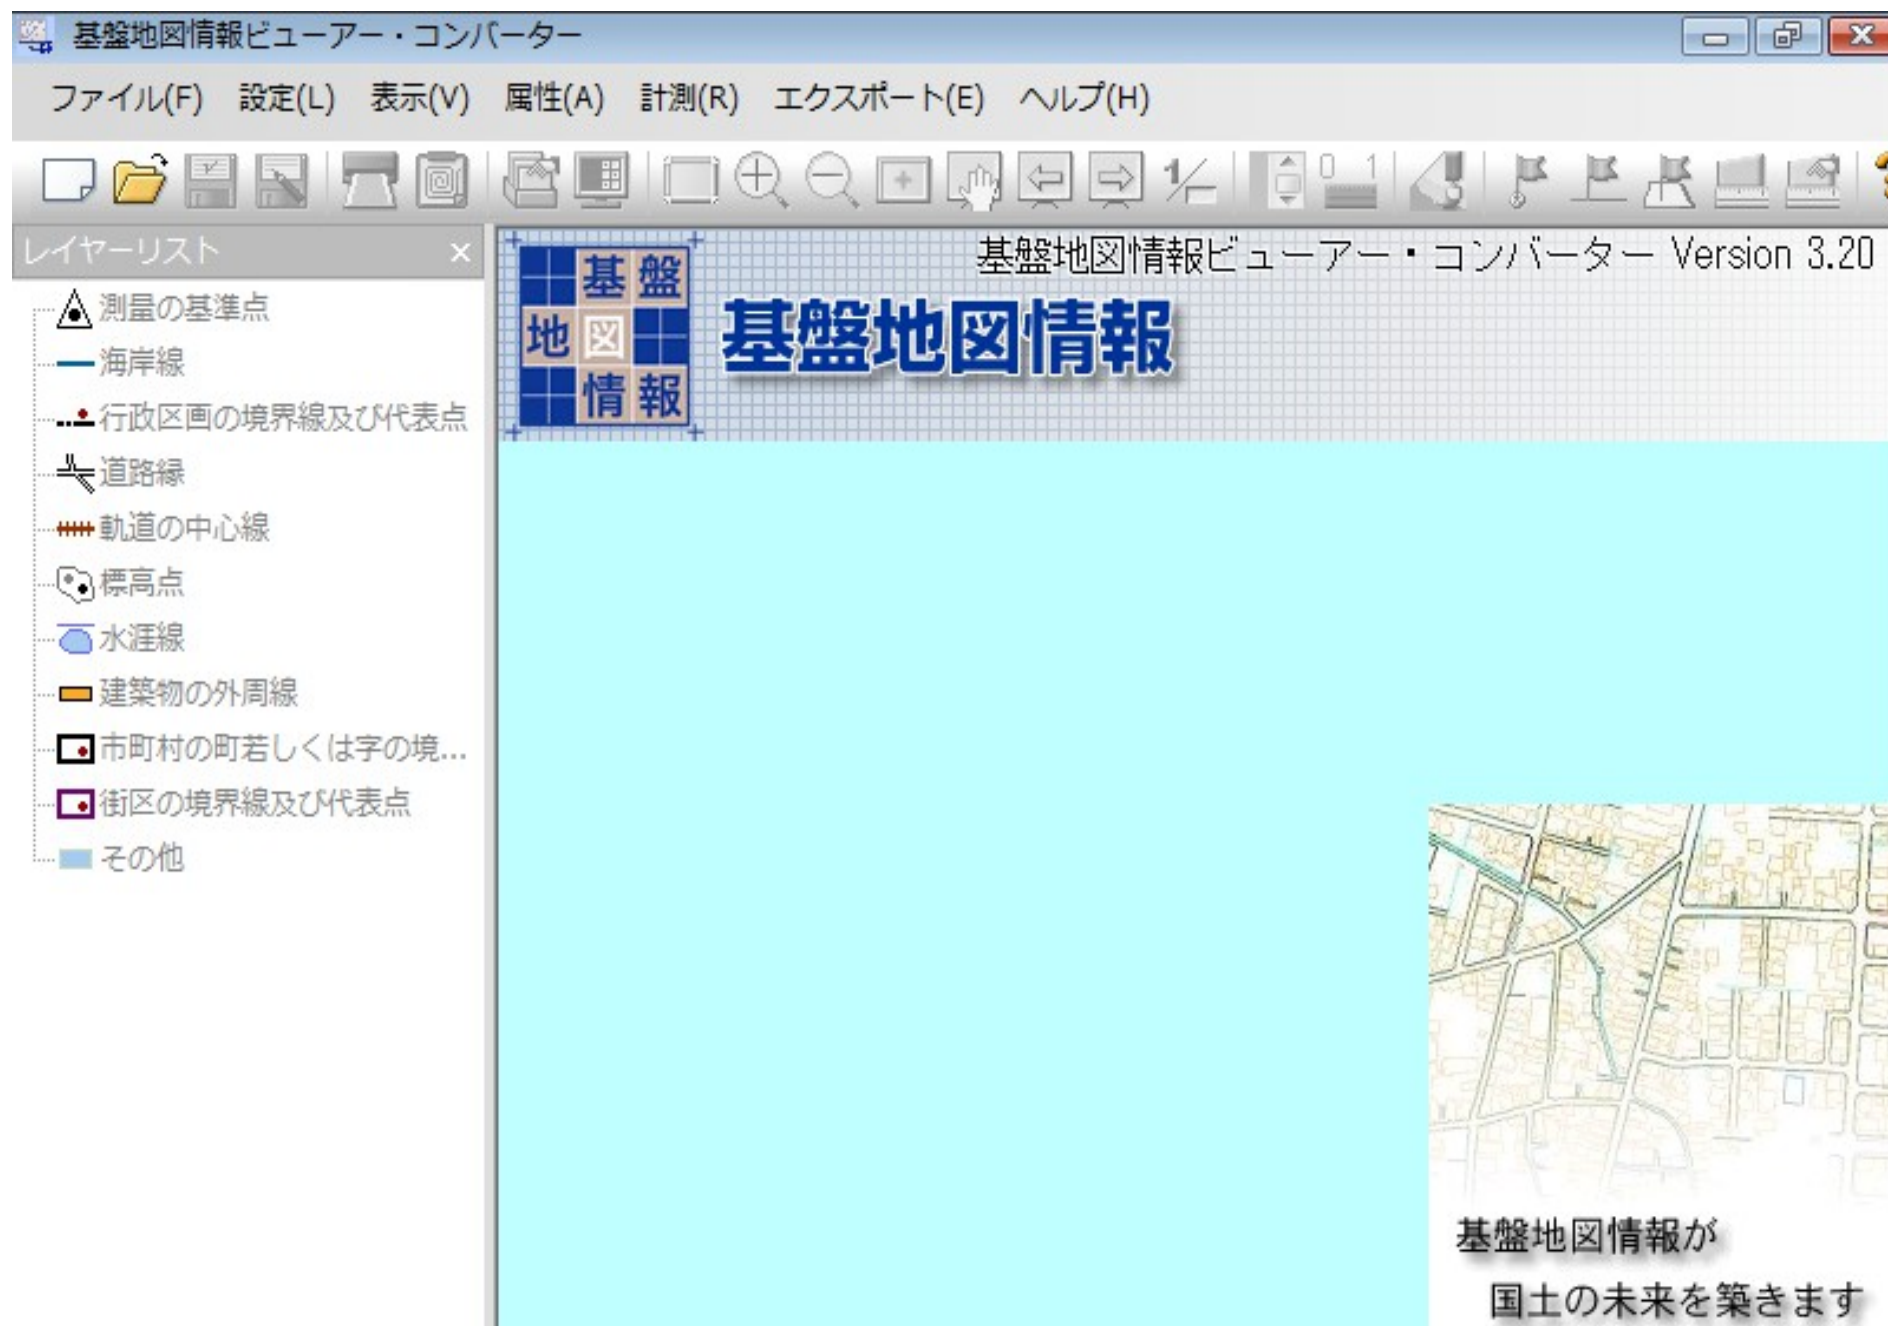 基盤地図情報ビューアー・コンバーター
ファイル(F) 設定(L) 表示(V) 属性(A) 計測(R) エクスポート(E) ヘルプ(H)
0 1
1/
レイヤーリスト
測量の基準点
海岸線
行政区画の境界線及び代表点
道路縁
軌道の中心線
標高点
水涯線
建築物の外周線
市町村の町若しくは字の境...
街区の境界線及び代表点
その他
基盤地図情報ビューアー・コンバーター Version 3.20
基盤
地図
情報
基盤地図情報
基盤地図情報が
国土の未来を築きます